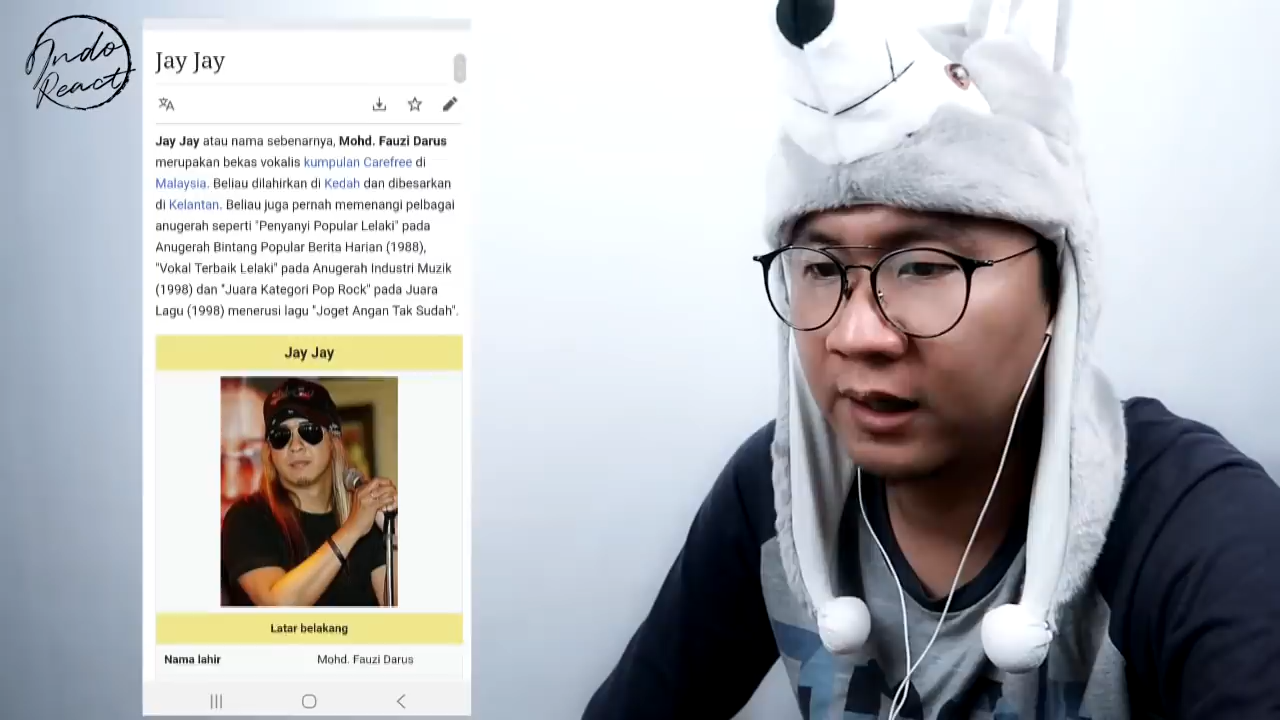 Indo
React
Jay Jay
Jay Jay atau nama sebenarnya, Mohd. Fauzi Darus
merupakan bekas vokalis kumpulan Carefree di
Malaysia. Beliau dilahirkan di Kedah dan dibesarkan
di Kelantan. Beliau juga pernah memenangi pelbagai
anugerah seperti "Penyanyi Popular Lelaki" pada
Anugerah Bintang Popular Berita Harian (1988),
"Vokal Terbaik Lelaki" pada Anugerah Industri Muzik
(1998) dan "Juara Kategori Pop Rock" pada Juara
Lagu (1998) menerusi lagu "Joget Angan Tak Sudah".
Jay Jay
Latar belakang
Nama lahir Mohd. Fauzi Darus